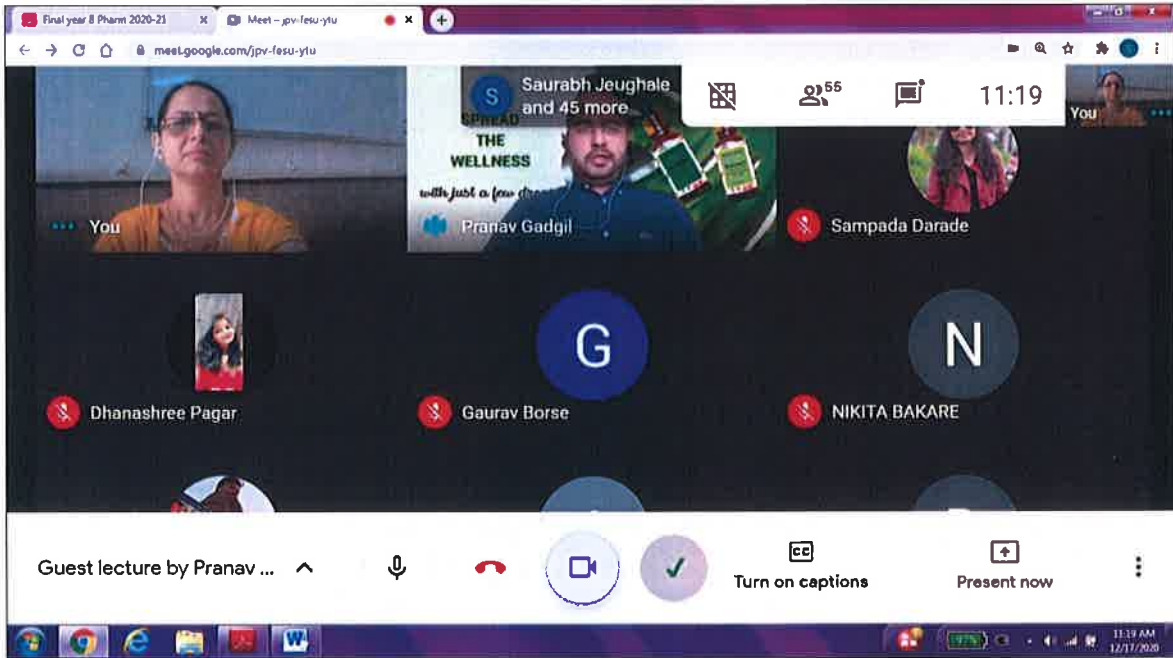 Final year 8 Pharm 2020-21
Meet – jpv-fesu-ytu
meet.google.com/jpv-fesu-ytu
S
Saurabh Jeughale
and 45 more
55
11:19
You
SPREAD
THE
WELLNESS
with just a few
You
Pranav Gadgil
Sampada Darade
G
N
Dhanashree Pagar
Gaurav Borse
NIKITA BAKARE
Guest lecture by Pranav ...
CC
Turn on captions
Present now
W
11:19 AM
12/17/2020